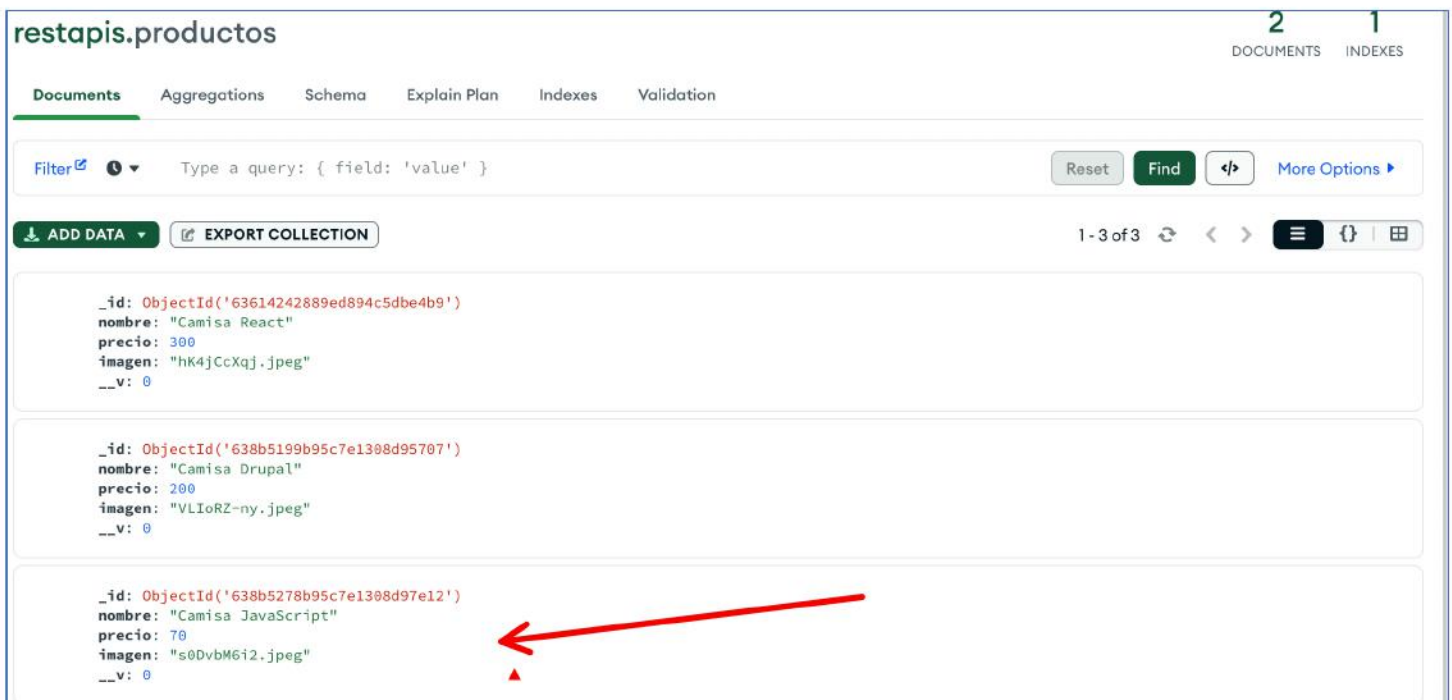 restapis.productos
2 1
DOCUMENTS INDEXES
Documents Aggregations Schema Explain Plan Indexes Validation
Filter Type a query: { field: 'value' } Reset Find </> More Options
ADD DATA EXPORT COLLECTION 1 - 3 of 3 {}
_id: ObjectId('63614242889ed894c5dbe4b9')
nombre: "Camisa React"
precio: 300
imagen: "hK4jCcXqj.jpeg"
__v: 0
_id: ObjectId('638b5199b95c7e1308d95707')
nombre: "Camisa Drupal"
precio: 200
imagen: "VLIoRZ-ny.jpeg"
__v: 0
_id: ObjectId('638b5278b95c7e1308d97e12')
nombre: "Camisa JavaScript"
precio: 70
imagen: "s0DvbM6i2.jpeg"
__v: 0